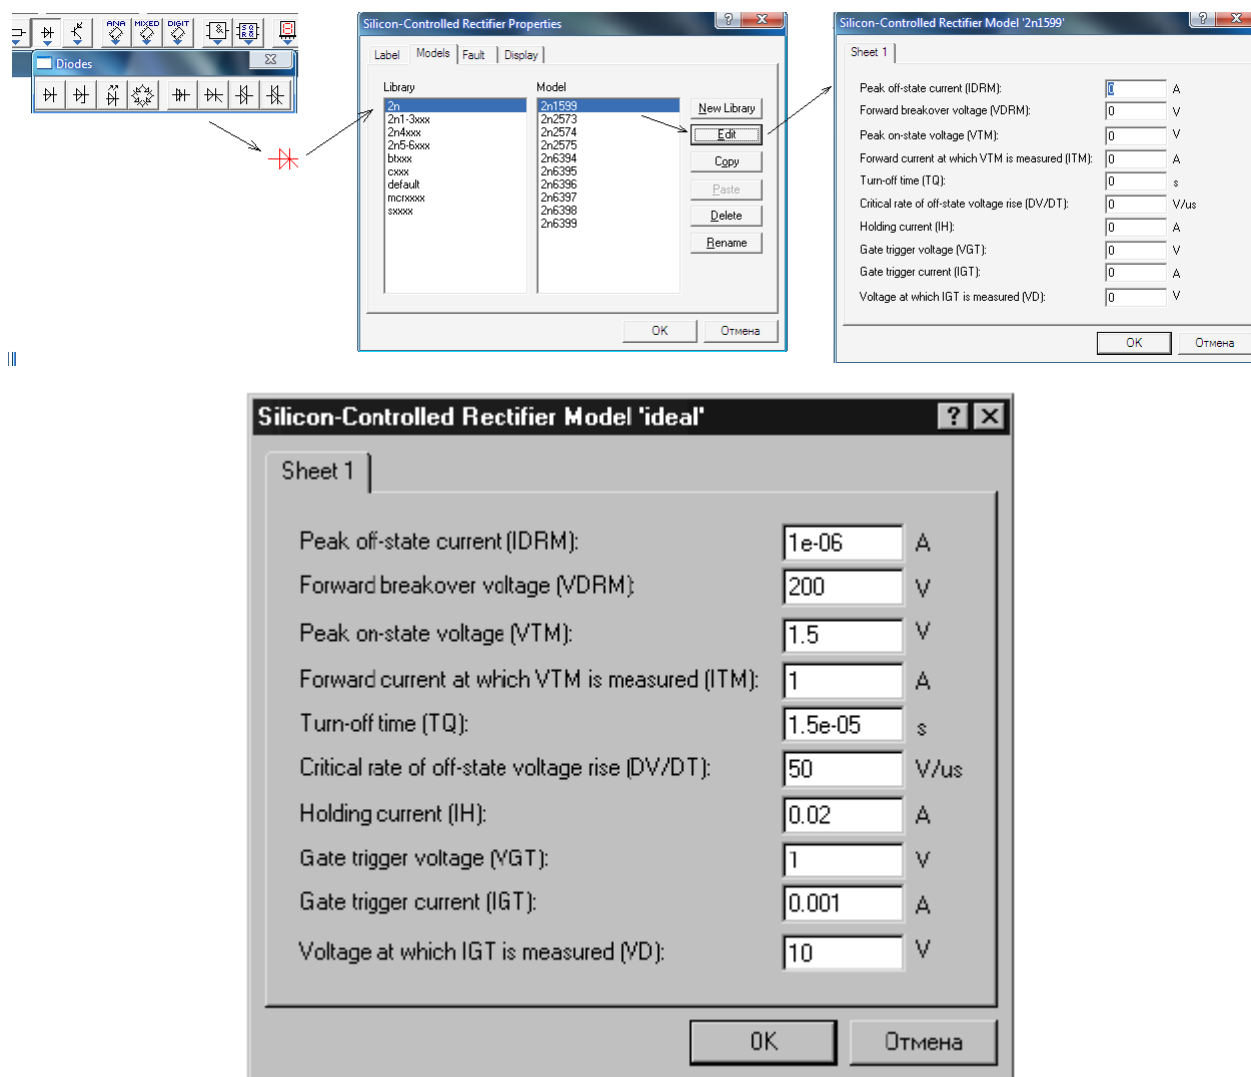 ANA MIXED DIGIT
Diodes
Silicon-Controlled Rectifier Properties
Label Models Fault Display
Library Model
2n 2n1599 New Library
2n1-3xxx 2n2573
2n4xxx 2n2574 Edit
2n5-6xxx 2n2575
btxxx 2n6394 Copy
cxxx 2n6395
default 2n6396 Paste
mcrxxxx 2n6397
sxxxx 2n6398 Delete
2n6399
Rename
OK Отмена
Silicon-Controlled Rectifier Model '2n1599'
Sheet 1
Peak off-state current (IDRM): 0 A
Forward breakover voltage (VDRM): 0 V
Peak on-state voltage (VTM): 0 V
Forward current at which VTM is measured (ITM): 0 A
Turn-off time (TQ): 0 s
Critical rate of off-state voltage rise (DV/DT): 0 V/us
Holding current (IH): 0 A
Gate trigger voltage (VGT): 0 V
Gate trigger current (IGT): 0 A
Voltage at which IGT is measured (VD): 0 V
OK Отмена
Silicon-Controlled Rectifier Model 'ideal'
Sheet 1
Peak off-state current (IDRM): 1e-06 A
Forward breakover voltage (VDRM): 200 V
Peak on-state voltage (VTM): 1.5 V
Forward current at which VTM is measured (ITM): 1 A
Turn-off time (TQ): 1.5e-05 s
Critical rate of off-state voltage rise (DV/DT): 50 V/us
Holding current (IH): 0.02 A
Gate trigger voltage (VGT): 1 V
Gate trigger current (IGT): 0.001 A
Voltage at which IGT is measured (VD): 10 V
OK Отмена